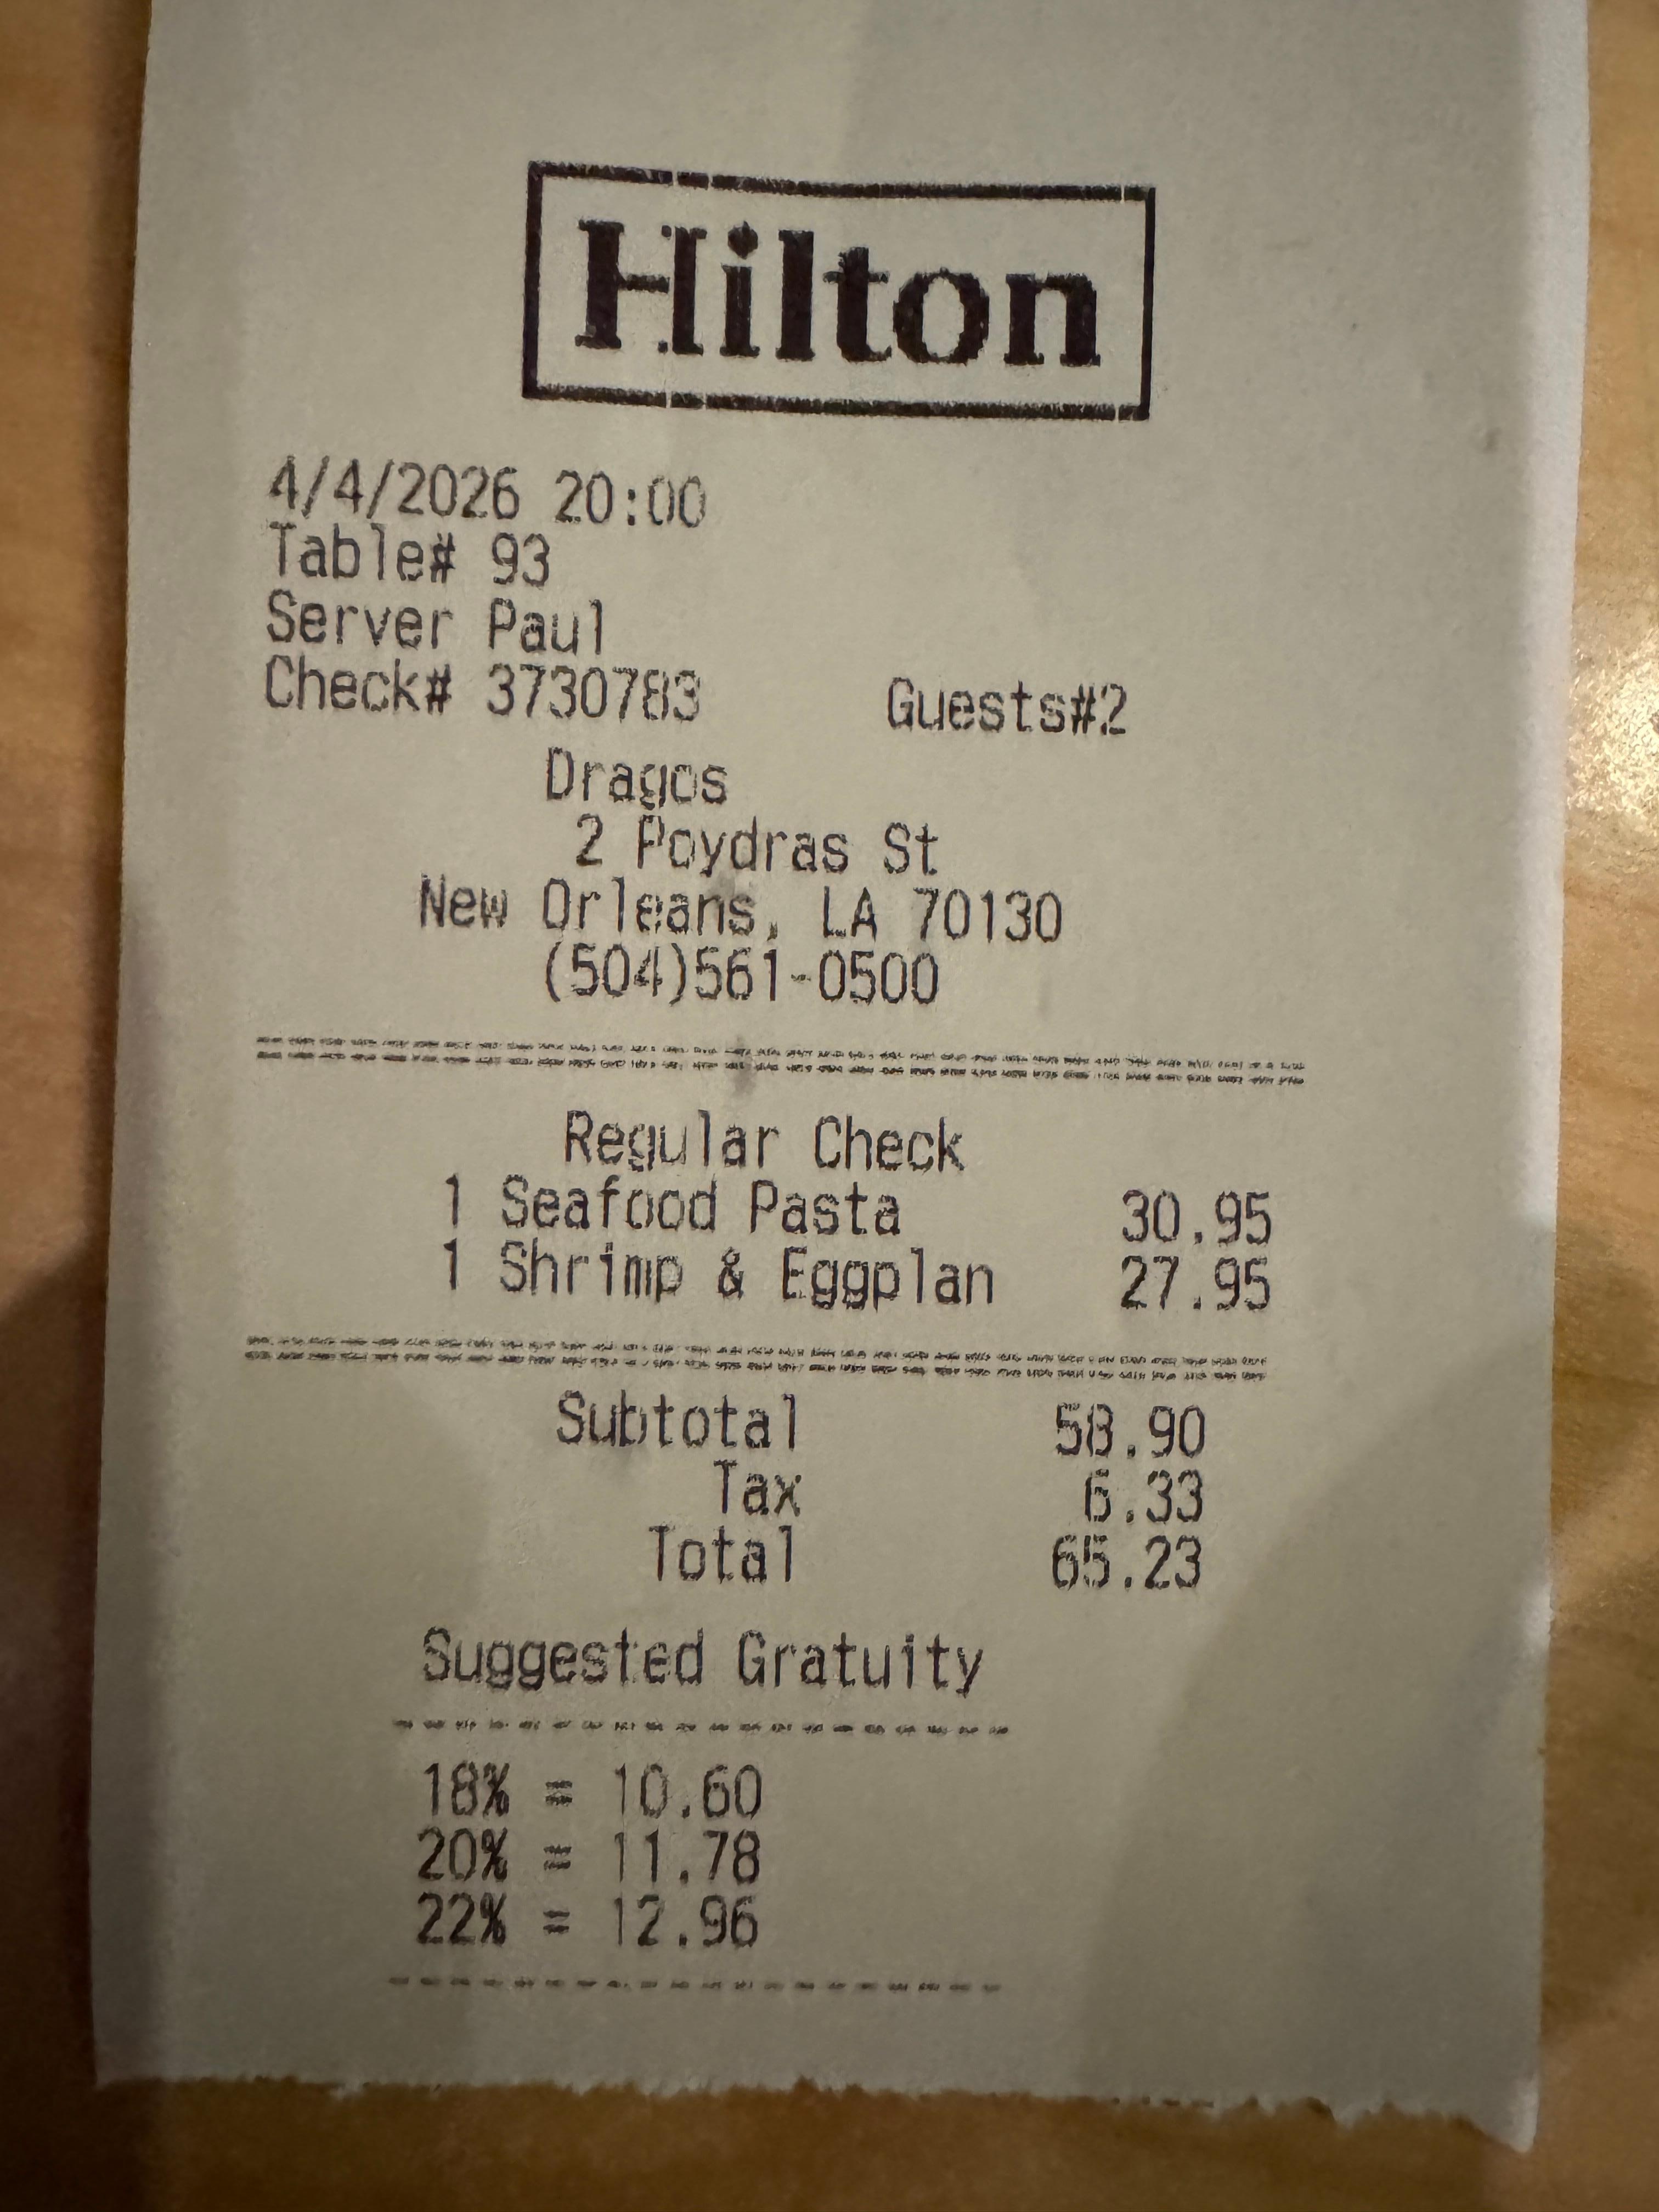 Hilton
4/4/2026 20:00
Table# 93
Server Paul
Check# 3730783 Guests#2
Dragos
2 Poydras St
New Orleans, LA 70130
(504)561-0500
Regular Check
1 Seafood Pasta 30.95
1 Shrimp & Eggplan 27.95
Subtotal 58.90
Tax 6.33
Total 65.23
Suggested Gratuity
18% = 10.60
20% = 11.78
22% = 12.96